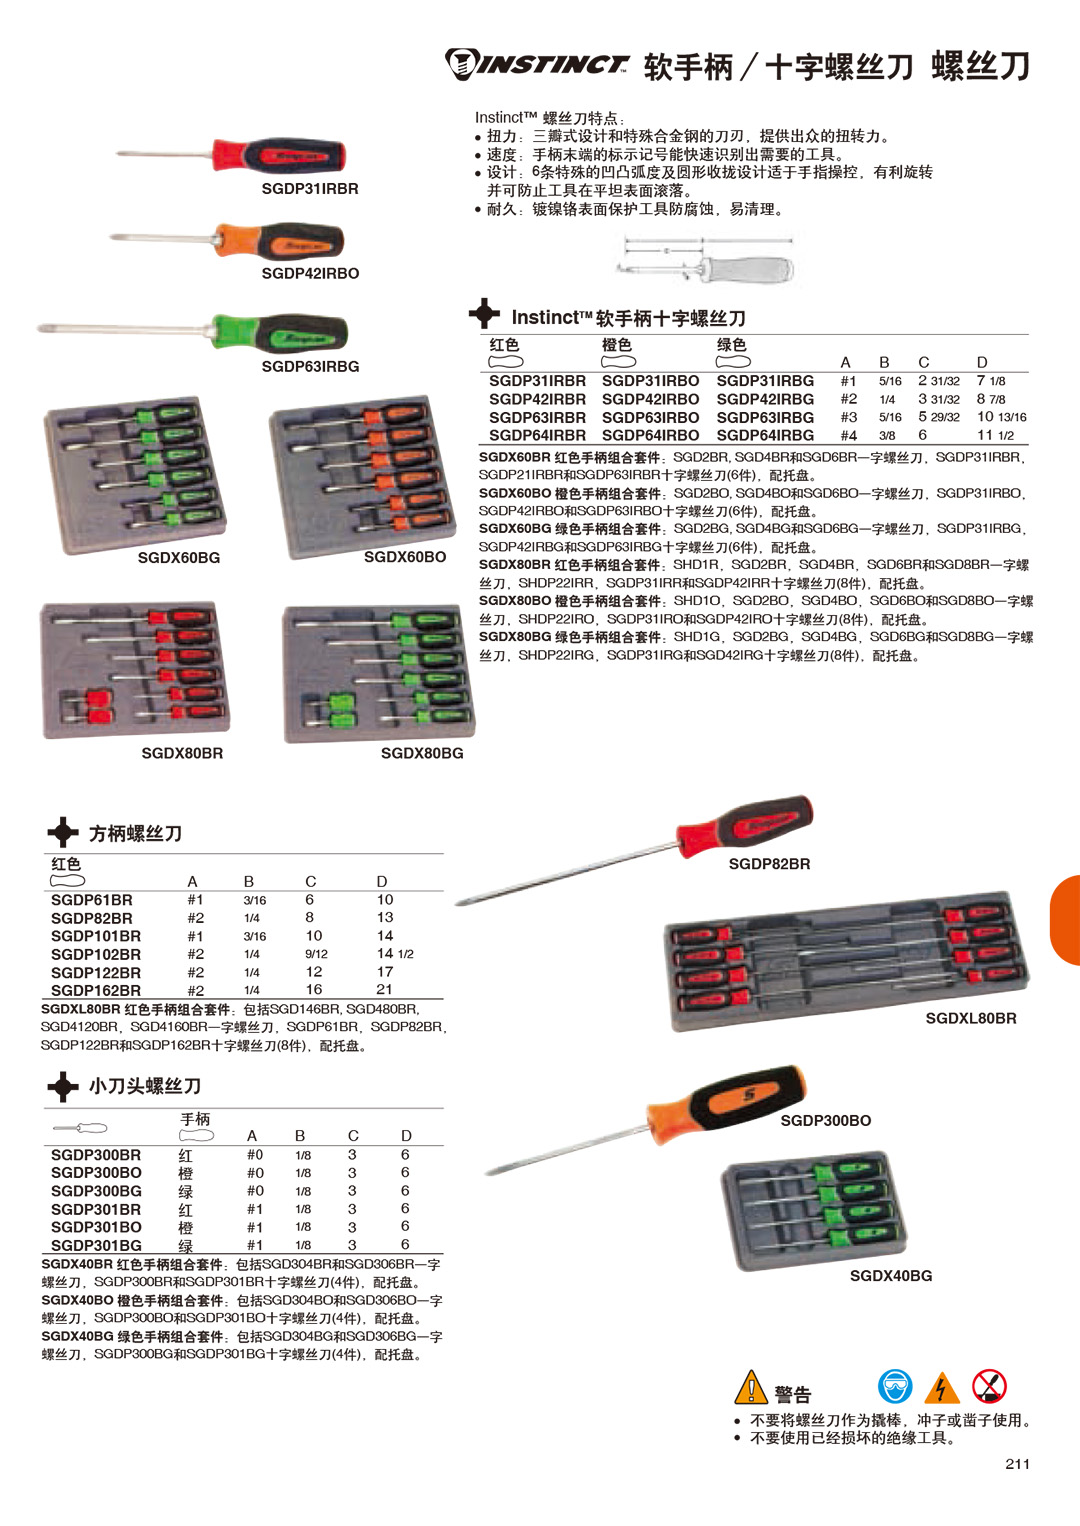 INSTINCT™ 软手柄／十字螺丝刀 螺丝刀
Instinct™ 螺丝刀特点：
● 扭力：三瓣式设计和特殊合金钢的刀刃，提供出众的扭转力。
● 速度：手柄末端的标示记号能快速识别出需要的工具。
● 设计：6条特殊的凹凸弧度及圆形收拢设计适于手指操控，有利旋转
并可防止工具在平坦表面滚落。
● 耐久：镀镍铬表面保护工具防腐蚀，易清理。
SGDP31IRBR
SGDP42IRBO
SGDP63IRBG
SGDX60BG
SGDX60BO
SGDX80BR
SGDX80BG
Instinct™ 软手柄十字螺丝刀
红色 橙色 绿色
A B C D
SGDP31IRBR SGDP31IRBO SGDP31IRBG #1 5/16 2 31/32 7 1/8
SGDP42IRBR SGDP42IRBO SGDP42IRBG #2 1/4 3 31/32 8 7/8
SGDP63IRBR SGDP63IRBO SGDP63IRBG #3 5/16 5 29/32 10 13/16
SGDP64IRBR SGDP64IRBO SGDP64IRBG #4 3/8 6 11 1/2
SGDX60BR 红色手柄组合套件：SGD2BR, SGD4BR和SGD6BR一字螺丝刀，SGDP31IRBR，
SGDP21IRBR和SGDP63IRBR十字螺丝刀(6件)，配托盘。
SGDX60BO 橙色手柄组合套件：SGD2BO, SGD4BO和SGD6BO一字螺丝刀，SGDP31IRBO，
SGDP42IRBO和SGDP63IRBO十字螺丝刀(6件)，配托盘。
SGDX60BG 绿色手柄组合套件：SGD2BG, SGD4BG和SGD6BG一字螺丝刀，SGDP31IRBG，
SGDP42IRBG和SGDP63IRBG十字螺丝刀(6件)，配托盘。
SGDX80BR 红色手柄组合套件：SHD1R，SGD2BR，SGD4BR，SGD6BR和SGD8BR一字螺
丝刀，SHDP22IRR，SGDP31IRR和SGDP42IRR十字螺丝刀(8件)，配托盘。
SGDX80BO 橙色手柄组合套件：SHD1O，SGD2BO，SGD4BO，SGD6BO和SGD8BO一字螺
丝刀，SHDP22IRO，SGDP31IRO和SGDP42IRO十字螺丝刀(8件)，配托盘。
SGDX80BG 绿色手柄组合套件：SHD1G，SGD2BG，SGD4BG，SGD6BG和SGD8BG一字螺
丝刀，SHDP22IRG，SGDP31IRG和SGD42IRG十字螺丝刀(8件)，配托盘。
方柄螺丝刀
红色
A B C D
SGDP61BR #1 3/16 6 10
SGDP82BR #2 1/4 8 13
SGDP101BR #1 3/16 10 14
SGDP102BR #2 1/4 9/12 14 1/2
SGDP122BR #2 1/4 12 17
SGDP162BR #2 1/4 16 21
SGDXL80BR 红色手柄组合套件：包括SGD146BR, SGD480BR,
SGD4120BR，SGD4160BR一字螺丝刀，SGDP61BR，SGDP82BR，
SGDP122BR和SGDP162BR十字螺丝刀(8件)，配托盘。
SGDP82BR
SGDXL80BR
小刀头螺丝刀
手柄
A B C D
SGDP300BR 红 #0 1/8 3 6
SGDP300BO 橙 #0 1/8 3 6
SGDP300BG 绿 #0 1/8 3 6
SGDP301BR 红 #1 1/8 3 6
SGDP301BO 橙 #1 1/8 3 6
SGDP301BG 绿 #1 1/8 3 6
SGDX40BR 红色手柄组合套件：包括SGD304BR和SGD306BR一字
螺丝刀，SGDP300BR和SGDP301BR十字螺丝刀(4件)，配托盘。
SGDX40BO 橙色手柄组合套件：包括SGD304BO和SGD306BO一字
螺丝刀，SGDP300BO和SGDP301BO十字螺丝刀(4件)，配托盘。
SGDX40BG 绿色手柄组合套件：包括SGD304BG和SGD306BG一字
螺丝刀，SGDP300BG和SGDP301BG十字螺丝刀(4件)，配托盘。
SGDP300BO
SGDX40BG
警告
● 不要将螺丝刀作为撬棒，冲子或凿子使用。
● 不要使用已经损坏的绝缘工具。
211